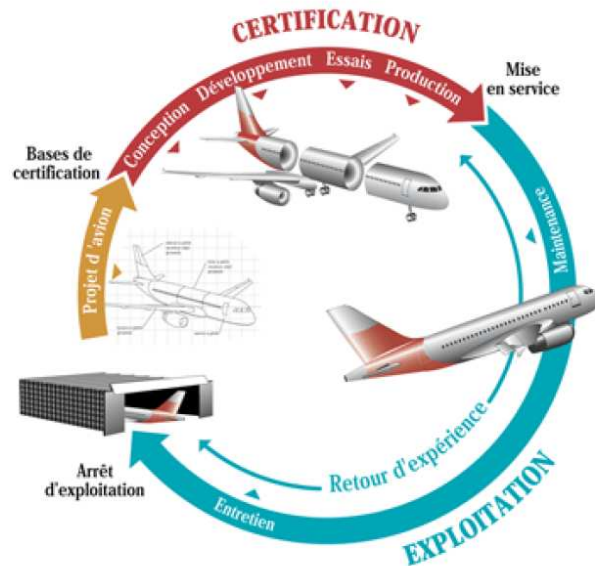 CERTIFICATION
Conception Développement Essais Production
Mise
en service
Bases de
certification
Projet d'avion
Maintenance
Retour d'expérience
Arrêt
d'exploitation
Entretien
EXPLOITATION